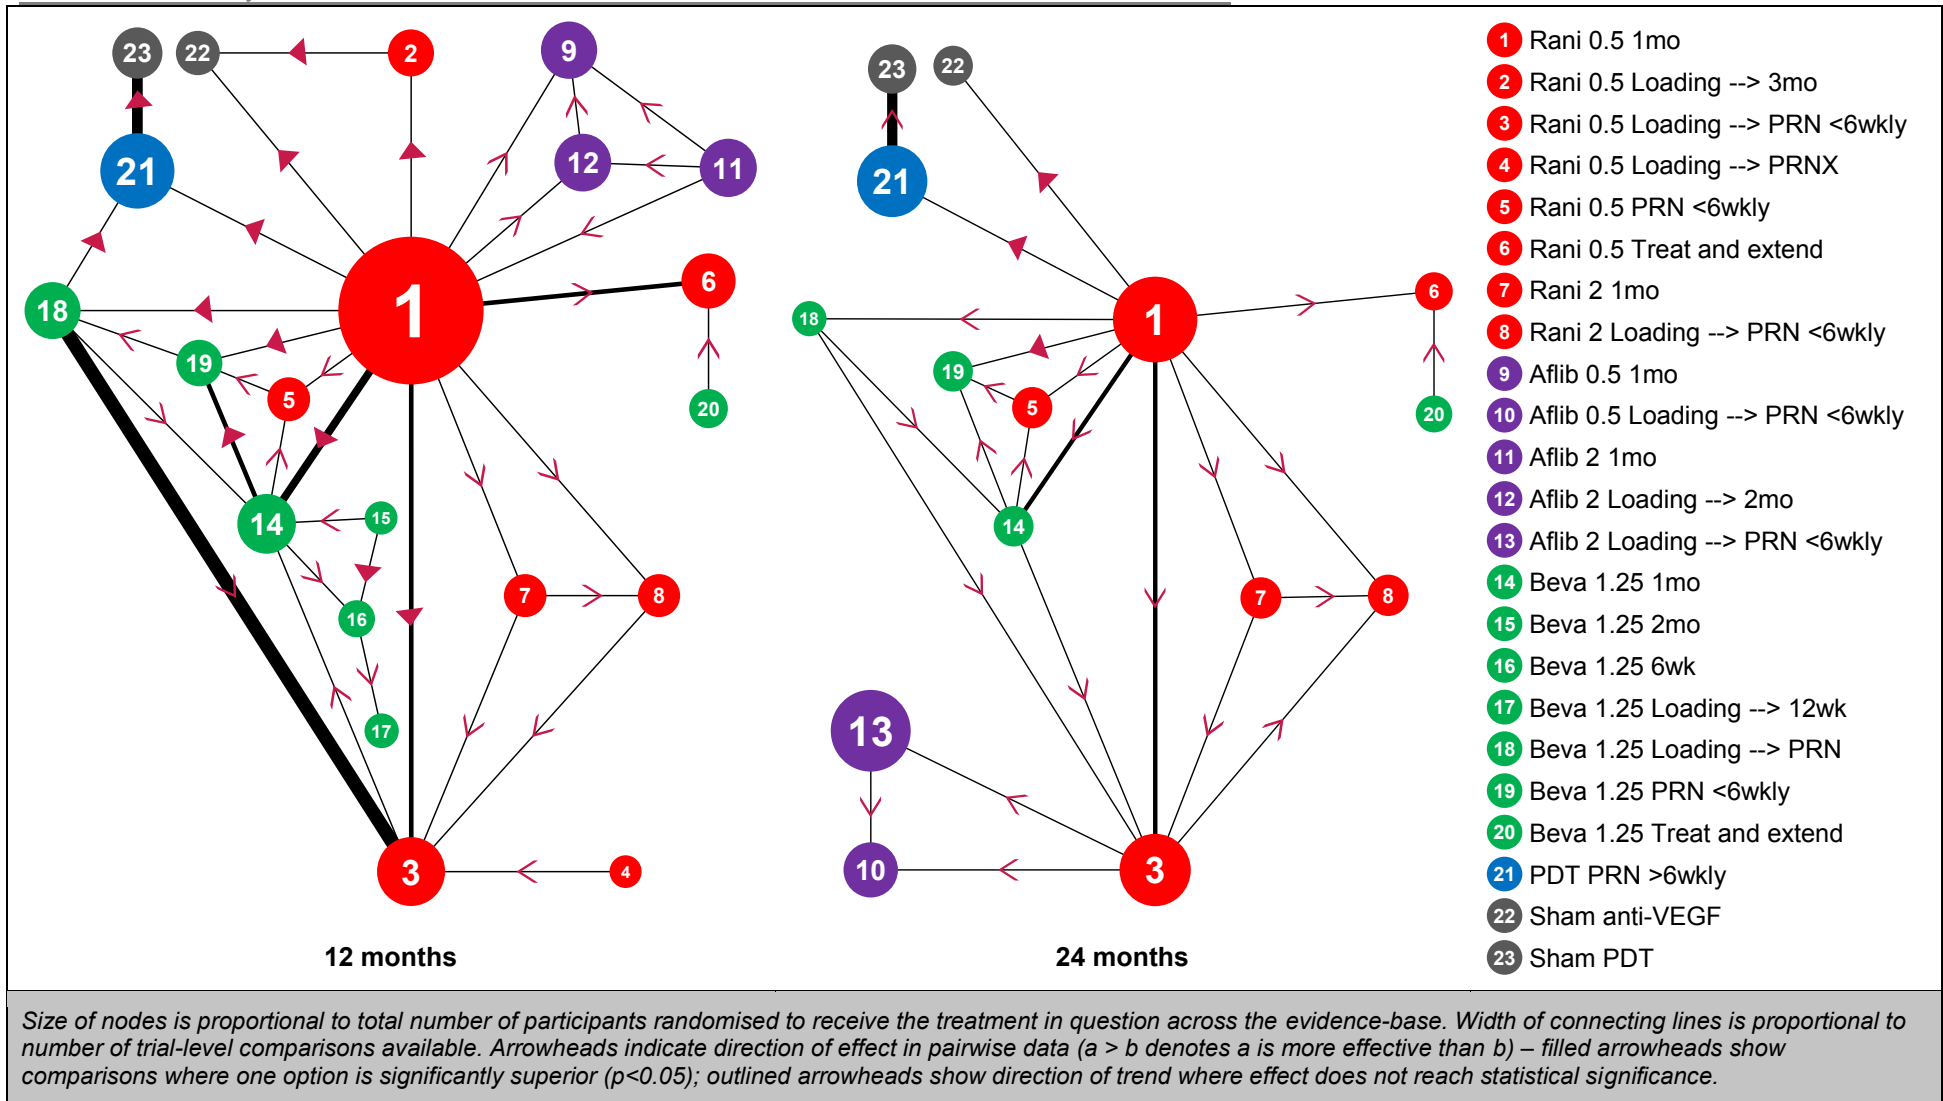 23
22
2
9
21
12
11
1
6
18
19
5
20
14
15
16
7
8
17
3
4
12 months
23
22
21
1
6
18
19
5
20
14
7
8
13
10
3
24 months
1 Rani 0.5 1mo
2 Rani 0.5 Loading --> 3mo
3 Rani 0.5 Loading --> PRN <6wkly
4 Rani 0.5 Loading --> PRNX
5 Rani 0.5 PRN <6wkly
6 Rani 0.5 Treat and extend
7 Rani 2 1mo
8 Rani 2 Loading --> PRN <6wkly
9 Aflib 0.5 1mo
10 Aflib 0.5 Loading --> PRN <6wkly
11 Aflib 2 1mo
12 Aflib 2 Loading --> 2mo
13 Aflib 2 Loading --> PRN <6wkly
14 Beva 1.25 1mo
15 Beva 1.25 2mo
16 Beva 1.25 6wk
17 Beva 1.25 Loading --> 12wk
18 Beva 1.25 Loading --> PRN
19 Beva 1.25 PRN <6wkly
20 Beva 1.25 Treat and extend
21 PDT PRN >6wkly
22 Sham anti-VEGF
23 Sham PDT
Size of nodes is proportional to total number of participants randomised to receive the treatment in question across the evidence-base. Width of connecting lines is proportional to
number of trial-level comparisons available. Arrowheads indicate direction of effect in pairwise data (a > b denotes a is more effective than b) – filled arrowheads show
comparisons where one option is significantly superior (p<0.05); outlined arrowheads show direction of trend where effect does not reach statistical significance.